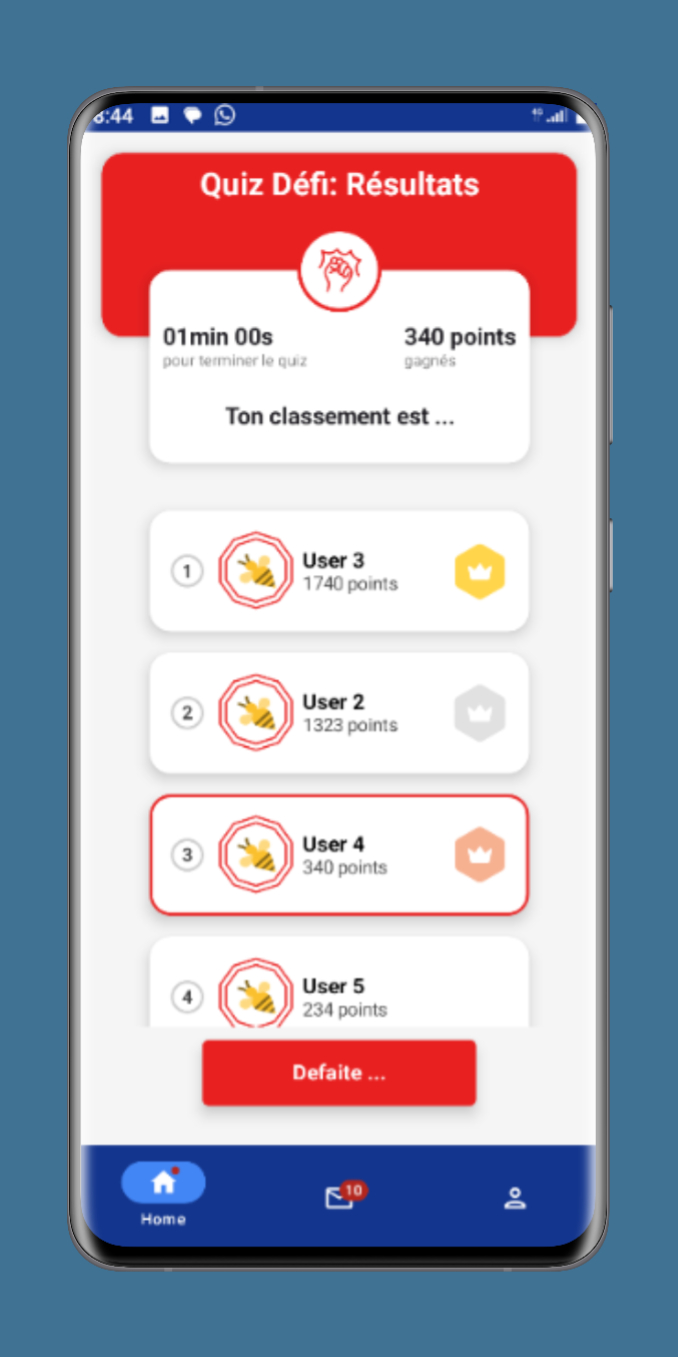 8:44
4G
Quiz Défi: Résultats
01min 00s
340 points
pour terminer le quiz
gagnés
Ton classement est ...
1
User 3
1740 points
2
User 2
1323 points
3
User 4
340 points
4
User 5
234 points
Defaite ...
10
Home